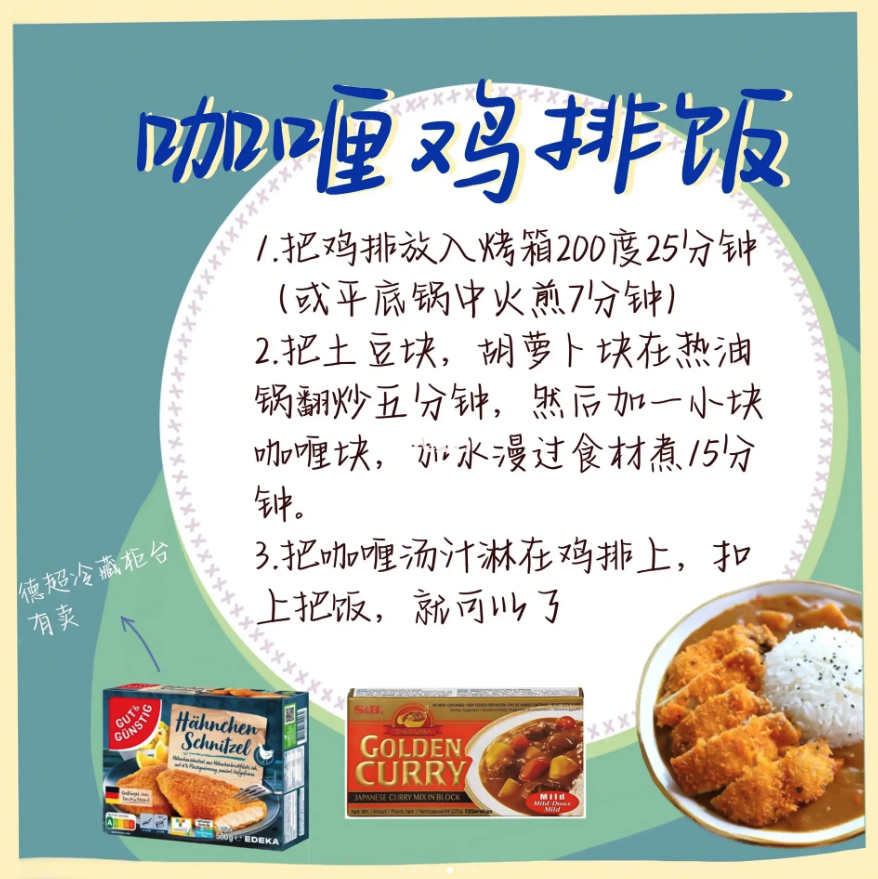 咖喱鸡排饭
1.把鸡排放入烤箱200度25分钟
(或平底锅中火煎7分钟)
2.把土豆块，胡萝卜块在热油
锅翻炒五分钟，然后加一小块
咖喱块，加水漫过食材煮15分
钟。
3.把咖喱汤汁淋在鸡排上，扣
上把饭，就可以了
德超冷藏柜台
有卖
GUT&
GÜNSTIG
Hähnchen
Schnitzel
500g
EDEKA
S&B
GOLDEN
CURRY
JAPANESE CURRY MIX IN BLOCK
Mild
Mild/Doux
Mild